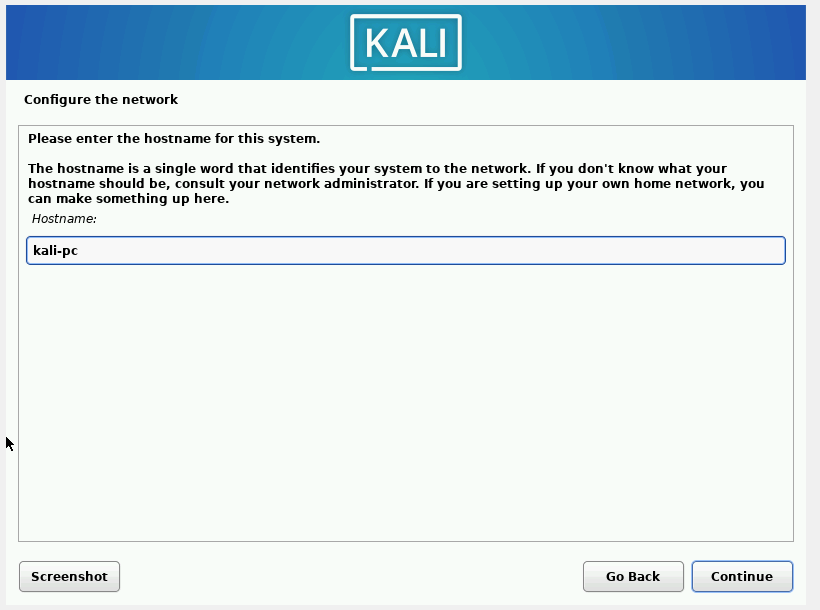 KALI
Configure the network
Please enter the hostname for this system.
The hostname is a single word that identifies your system to the network. If you don't know what your
hostname should be, consult your network administrator. If you are setting up your own home network, you
can make something up here.
Hostname:
kali-pc
Screenshot
Go Back
Continue